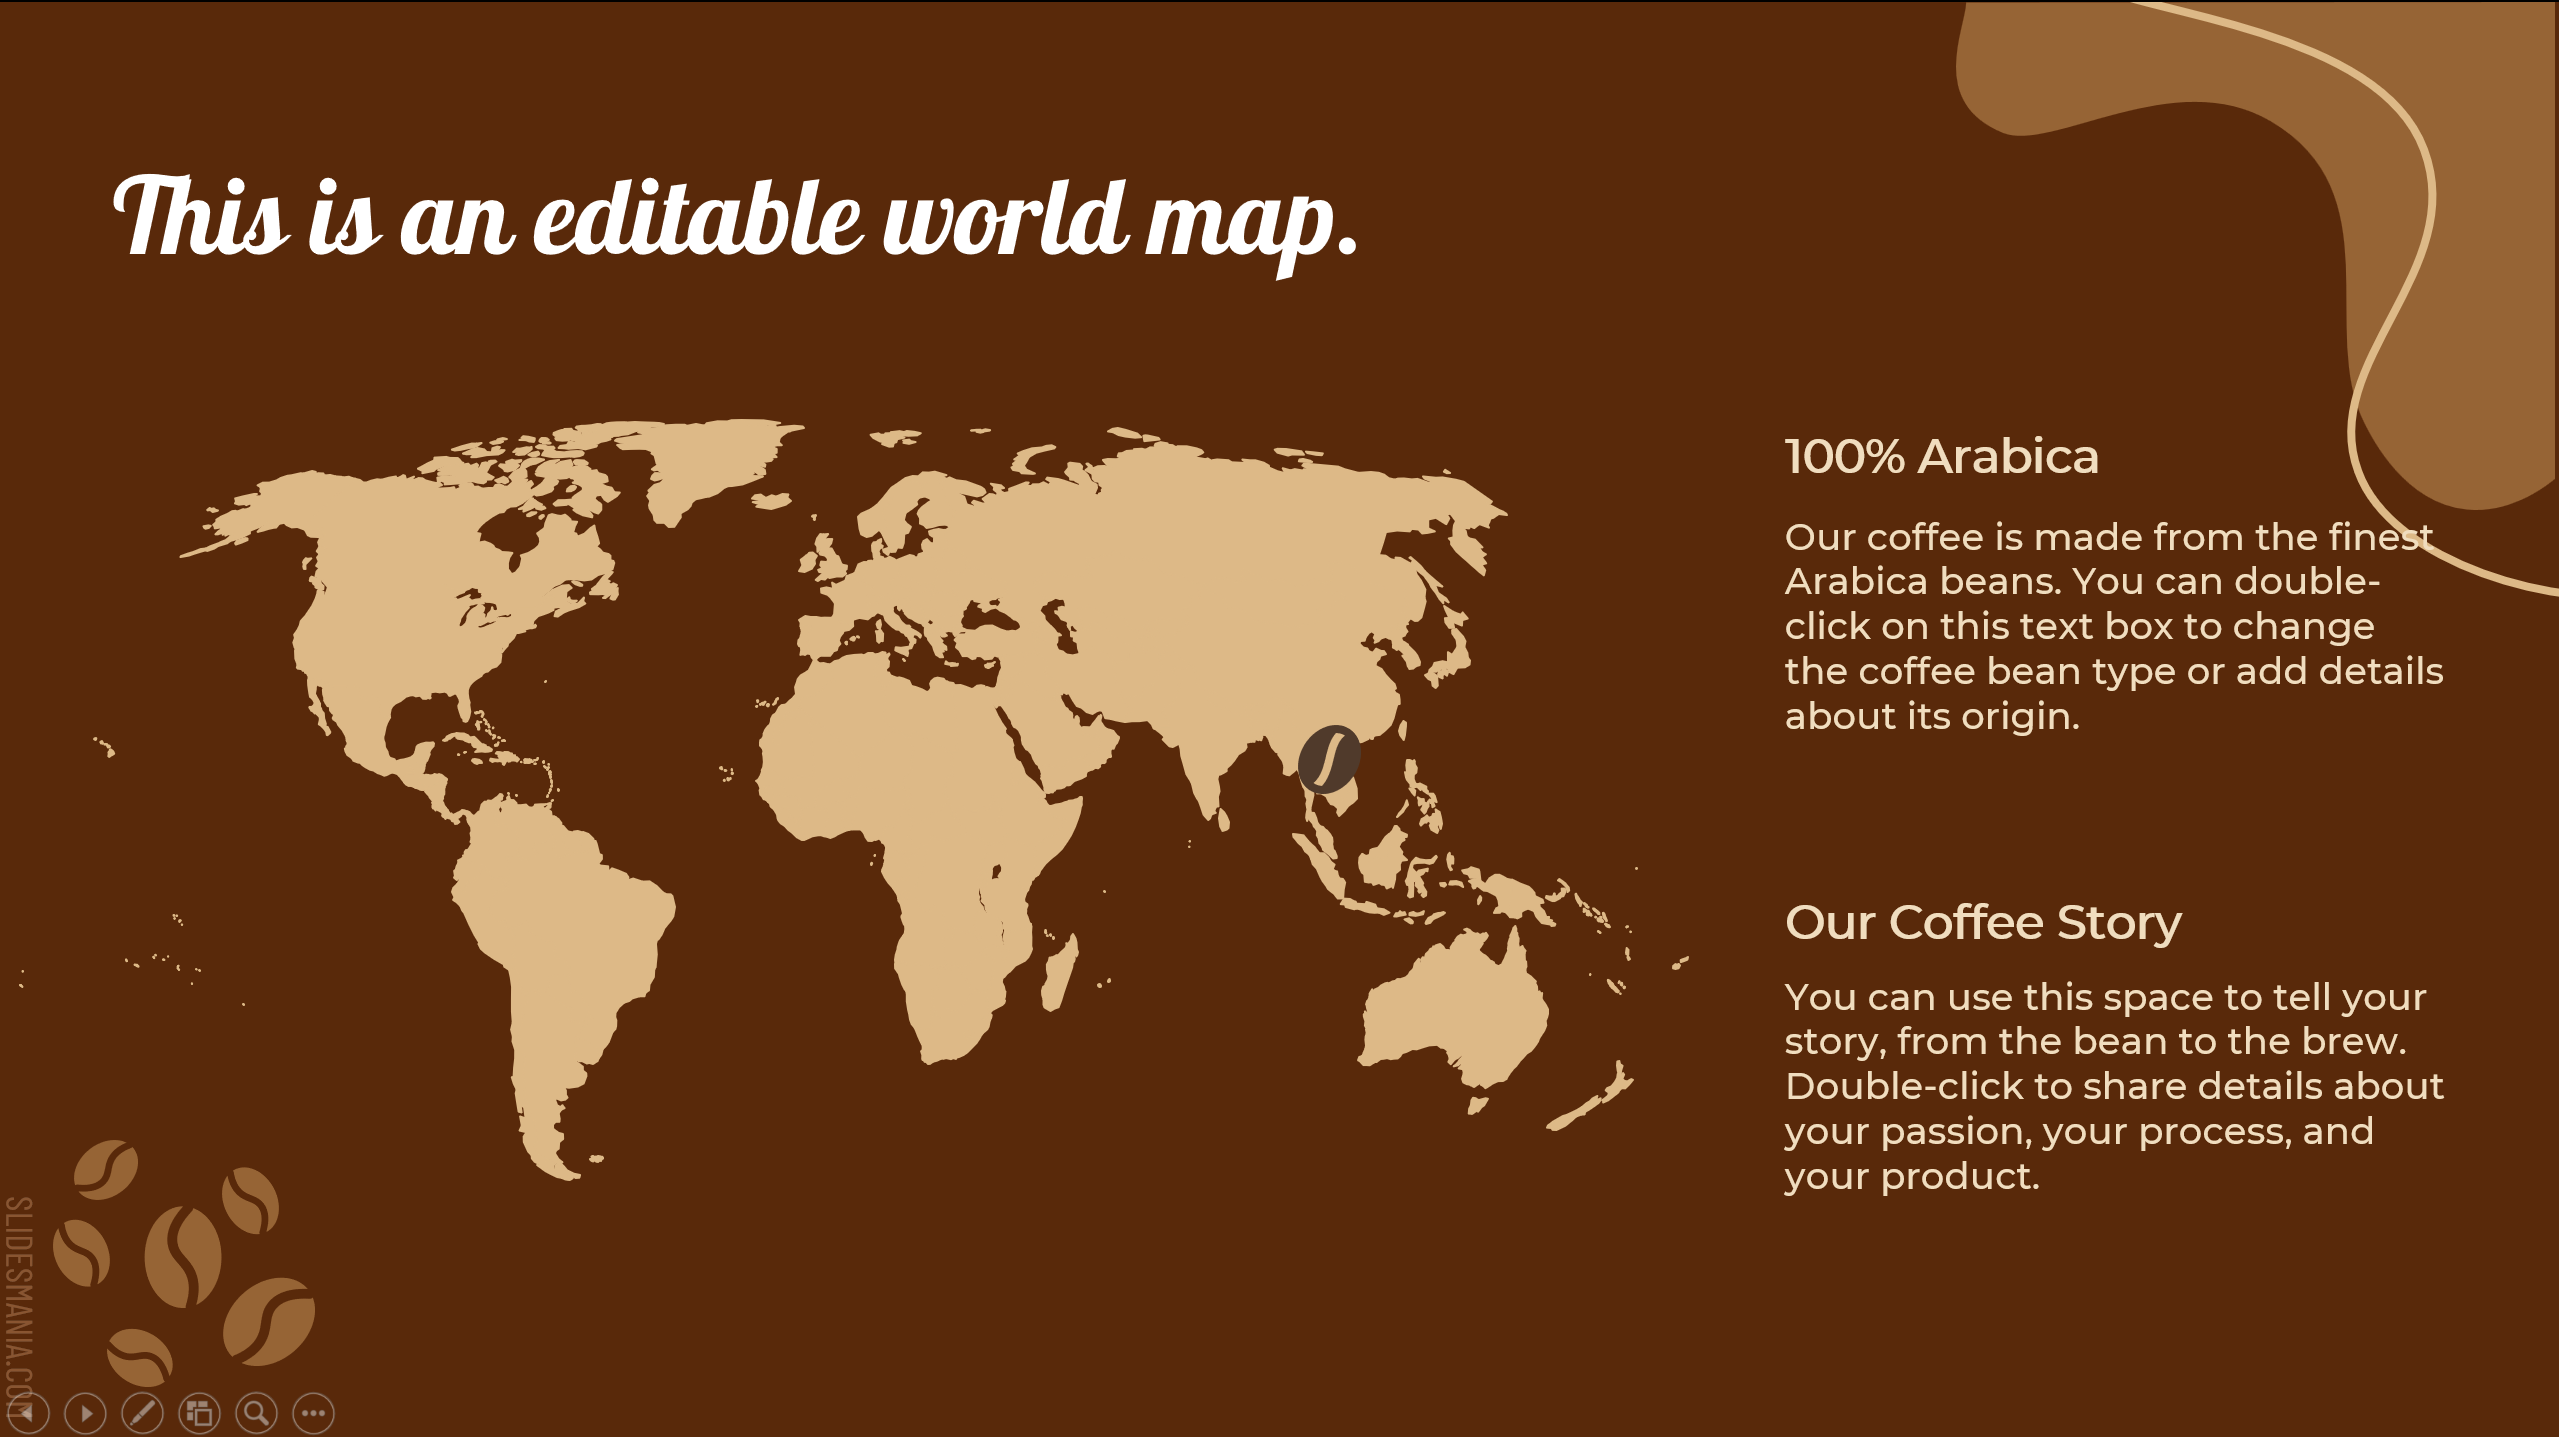 This is an editable world map.
100% Arabica
Our coffee is made from the finest
Arabica beans. You can double-
click on this text box to change
the coffee bean type or add details
about its origin.
Our Coffee Story
You can use this space to tell your
story, from the bean to the brew.
Double-click to share details about
your passion, your process, and
your product.
SLIDESMANIA.COM